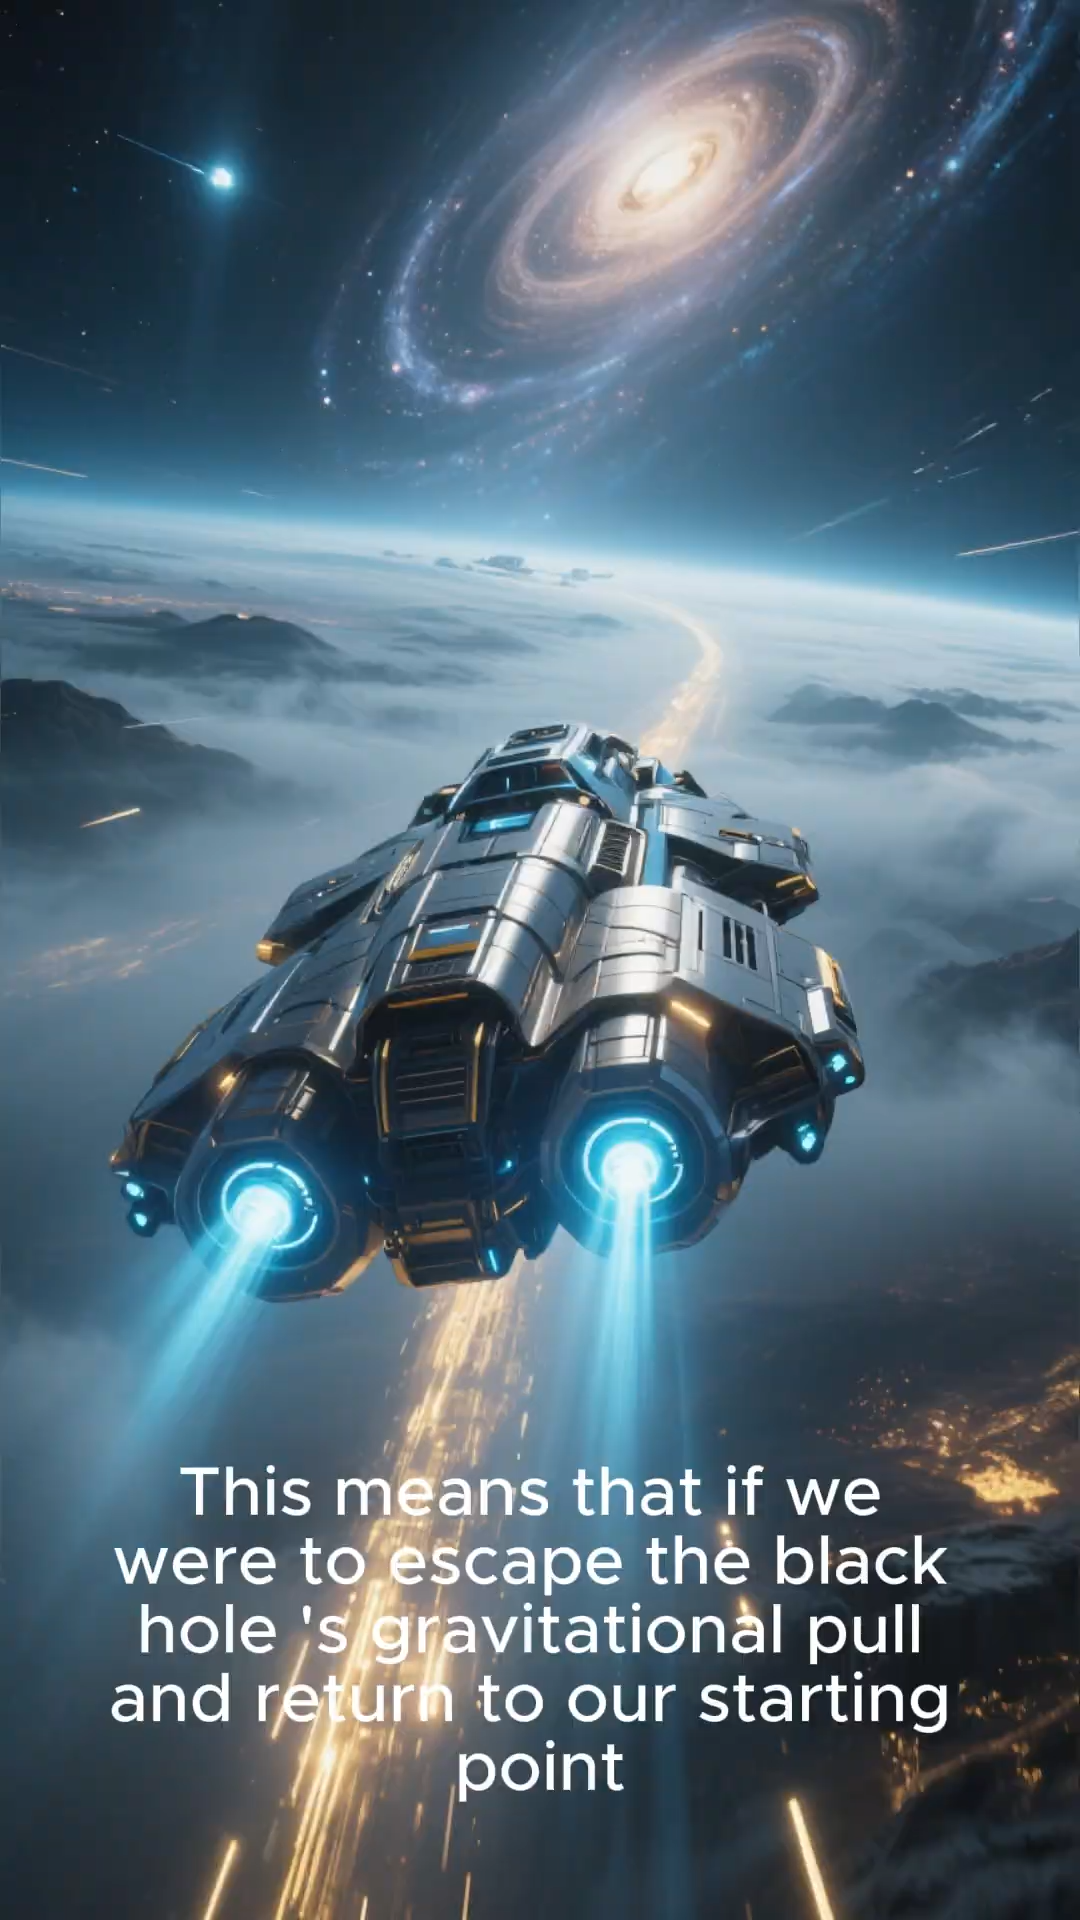 This means that if we
were to escape the black
hole 's gravitational pull
and return to our starting
point